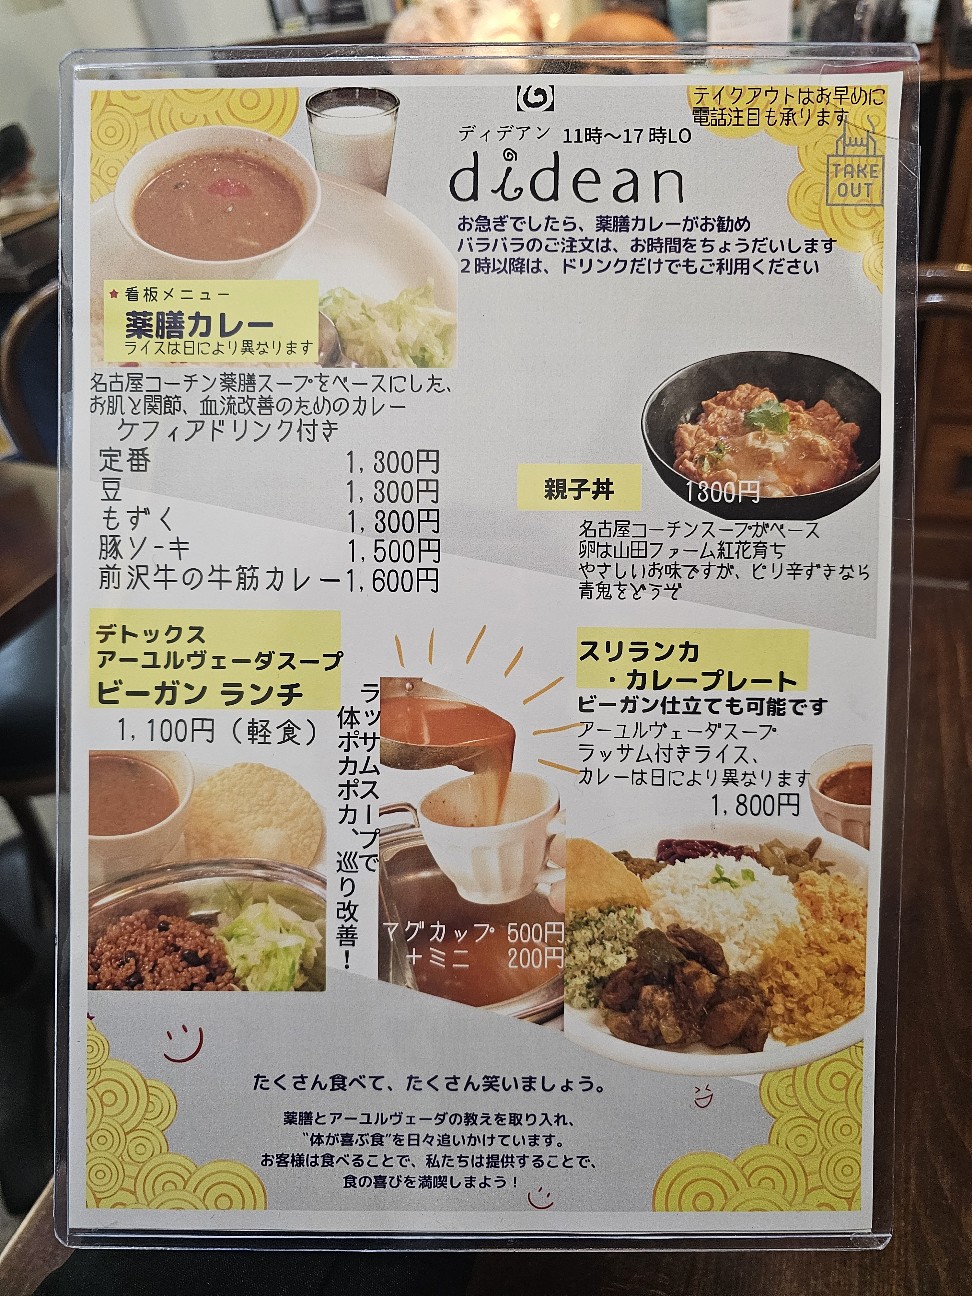 テイクアウトはお早めに
電話注目も承ります
TAKE
OUT
ディデアン 11時～17時LO
didean
お急ぎでしたら、薬膳カレーがお勧め
バラバラのご注文は、お時間をちょうだいします
２時以降は、ドリンクだけでもご利用ください
看板メニュー
薬膳カレー
ライスは日により異なります
名古屋コーチン薬膳スープをベースにした、
お肌と関節、血流改善のためのカレー
ケフィアドリンク付き
定番 1,300円
豆 1,300円
もずく 1,300円
豚ソーキ 1,500円
前沢牛の牛筋カレー 1,600円
親子丼 1300円
名古屋コーチンスープがベース
卵は山田ファーム紅花育ち
やさしいお味ですが、ピリ辛ずきなら
青鬼をどうぞ
デトックス
アーユルヴェーダスープ
ビーガン ランチ
1,100円（軽食）
ラッサムスープで
体ポカポカ、巡り改善！
マグカップ 500円
＋ミニ 200円
スリランカ
・カレープレート
ビーガン仕立ても可能です
アーユルヴェーダスープ
ラッサム付きライス、
カレーは日により異なります
1,800円
たくさん食べて、たくさん笑いましょう。
薬膳とアーユルヴェーダの教えを取り入れ、
“体が喜ぶ食”を日々追いかけています。
お客様は食べることで、私たちは提供することで、
食の喜びを満喫しまよう！